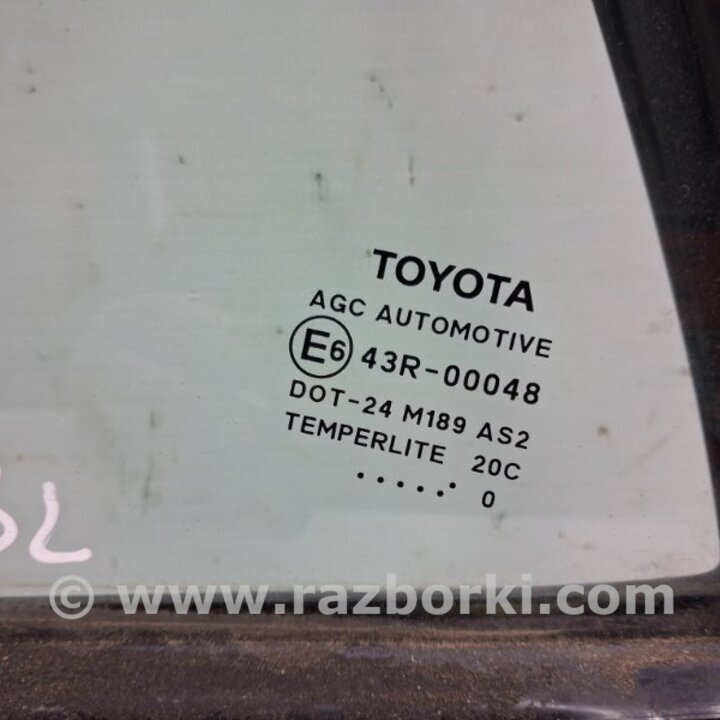 TOYOTA
AGC AUTOMOTIVE
E6 43R-00048
DOT-24 M189 AS2
TEMPERLITE 20C
...... 0
© www.razborki.com